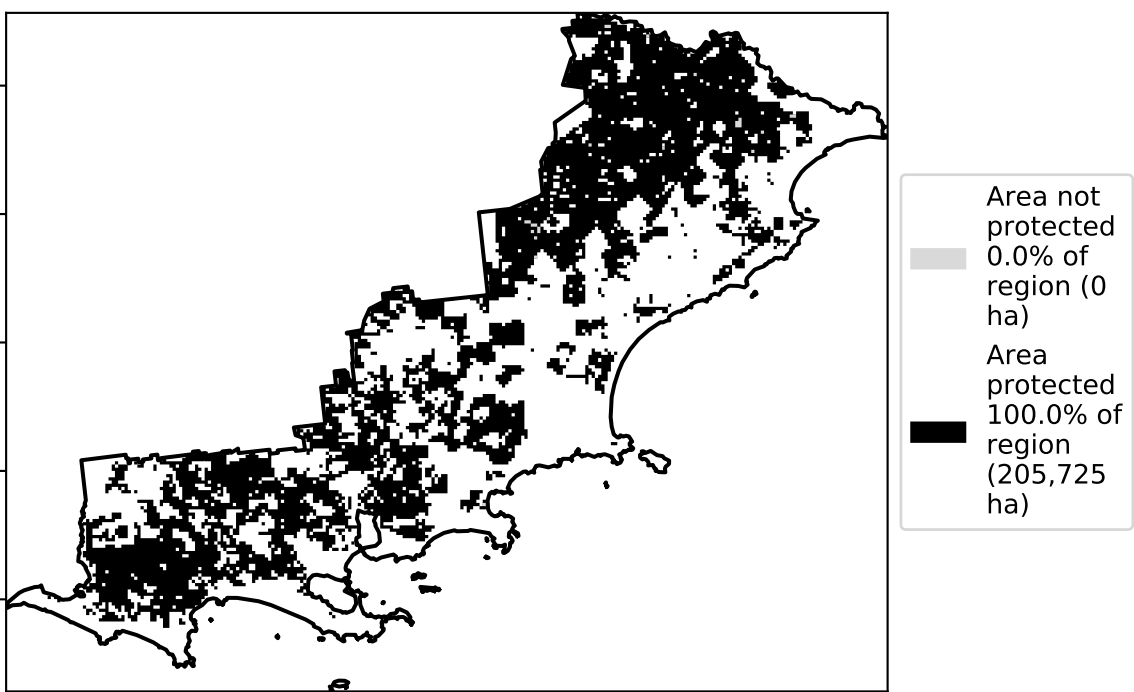 Area not
protected
0.0% of
region (0
ha)
Area
protected
100.0% of
region
(205,725
ha)